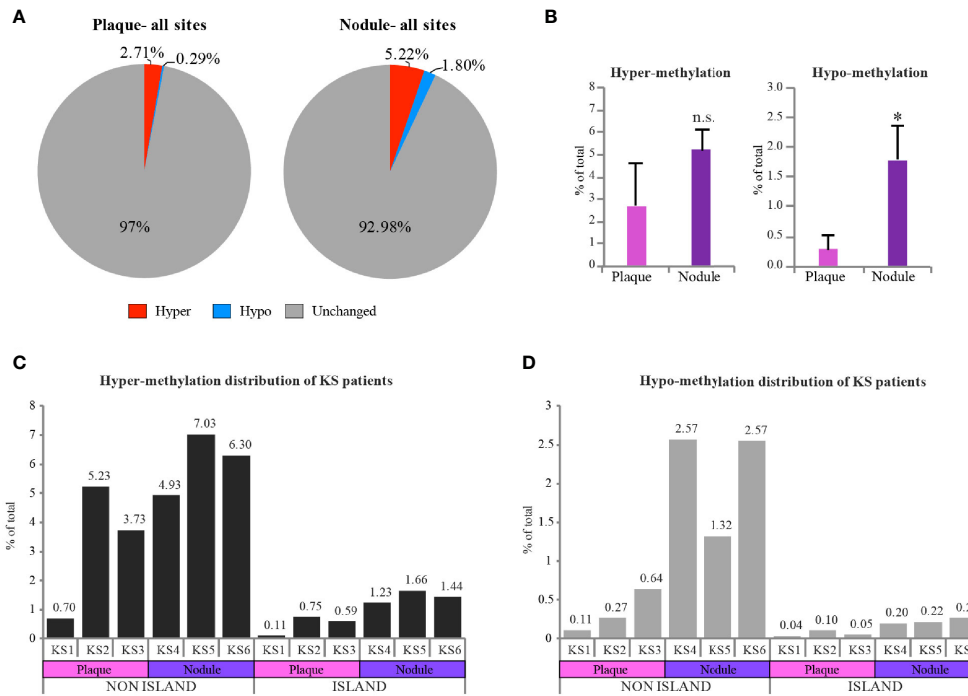 A
Plaque- all sites
Nodule- all sites
2.71%
0.29%
5.22%
1.80%
97%
92.98%
Hyper
Hypo
Unchanged
B
Hyper-methylation
Hypo-methylation
% of total
8
7
6
5
4
3
2
1
0
n.s.
Plaque
Nodule
% of total
3.0
2.5
2.0
1.5
1.0
0.5
0.0
*
Plaque
Nodule
C
Hyper-methylation distribution of KS patients
% of total
8
7
6
5
4
3
2
1
0
0.70
5.23
3.73
4.93
7.03
6.30
0.11
0.75
0.59
1.23
1.66
1.44
KS1 KS2 KS3 KS4 KS5 KS6 KS1 KS2 KS3 KS4 KS5 KS6
Plaque Nodule Plaque Nodule
NON ISLAND ISLAND
D
Hypo-methylation distribution of KS patients
% of total
3
2.5
2
1.5
1
0.5
0
0.11
0.27
0.64
2.57
1.32
2.57
0.04
0.10
0.05
0.20
0.22
KS1 KS2 KS3 KS4 KS5 KS6 KS1 KS2 KS3 KS4 KS5
Plaque Nodule Plaque Nodule
NON ISLAND ISLAND